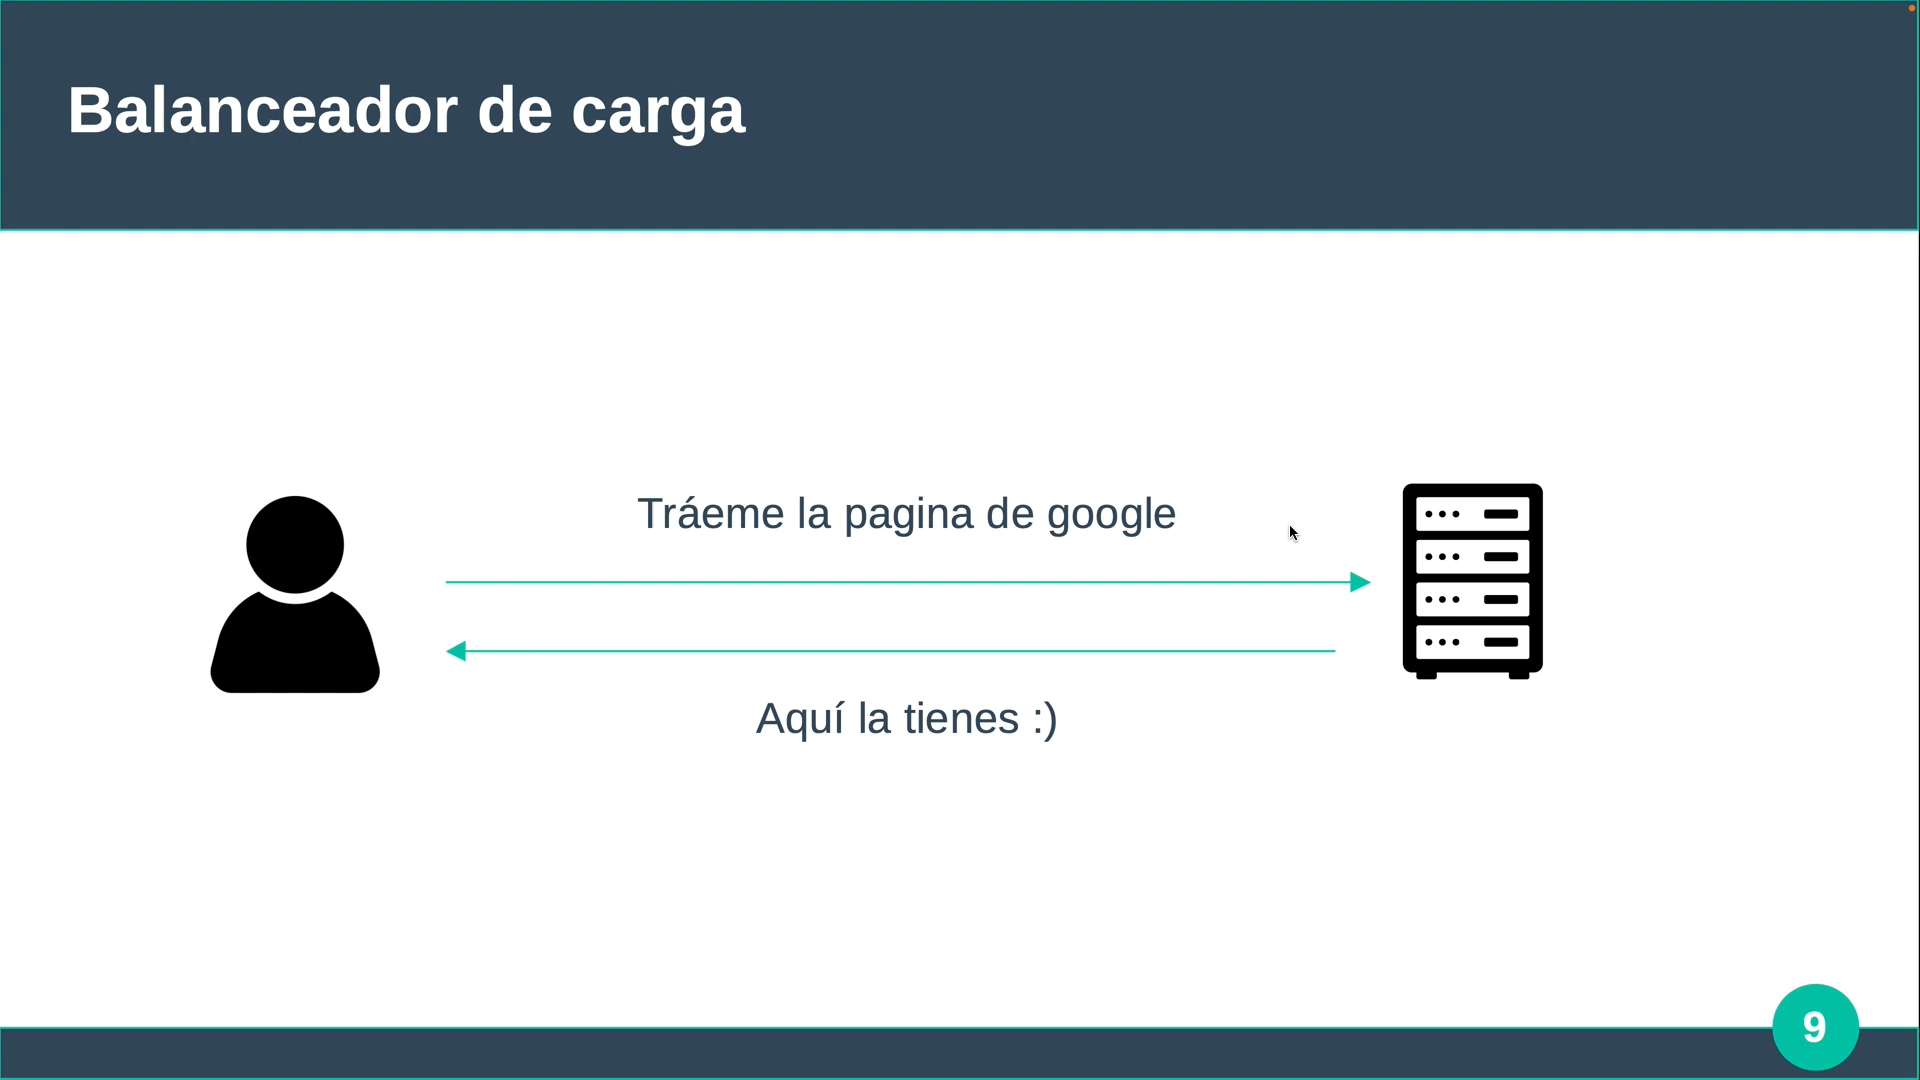 Balanceador de carga
Tráeme la pagina de google
Aquí la tienes :)
9